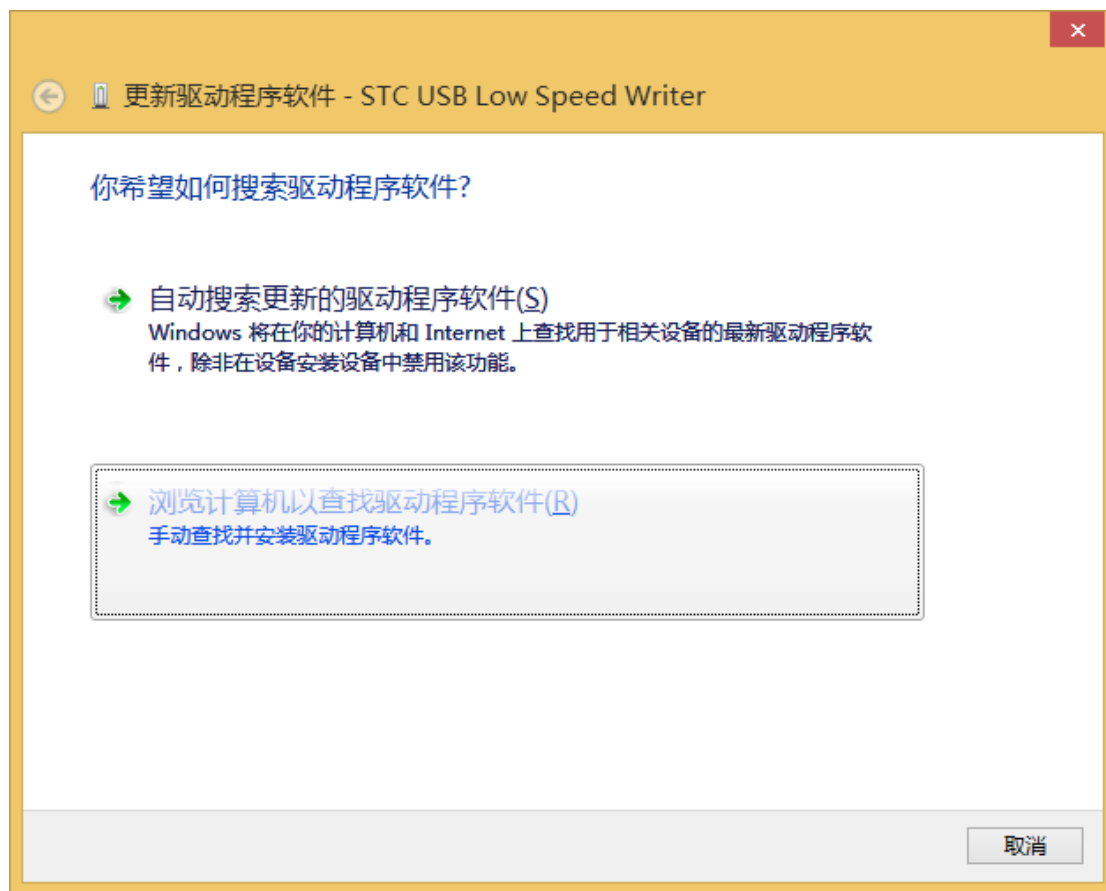 更新驱动程序软件 - STC USB Low Speed Writer
你希望如何搜索驱动程序软件?
自动搜索更新的驱动程序软件(S)
Windows 将在你的计算机和 Internet 上查找用于相关设备的最新驱动程序软
件，除非在设备安装设备中禁用该功能。
浏览计算机以查找驱动程序软件(R)
手动查找并安装驱动程序软件。
取消